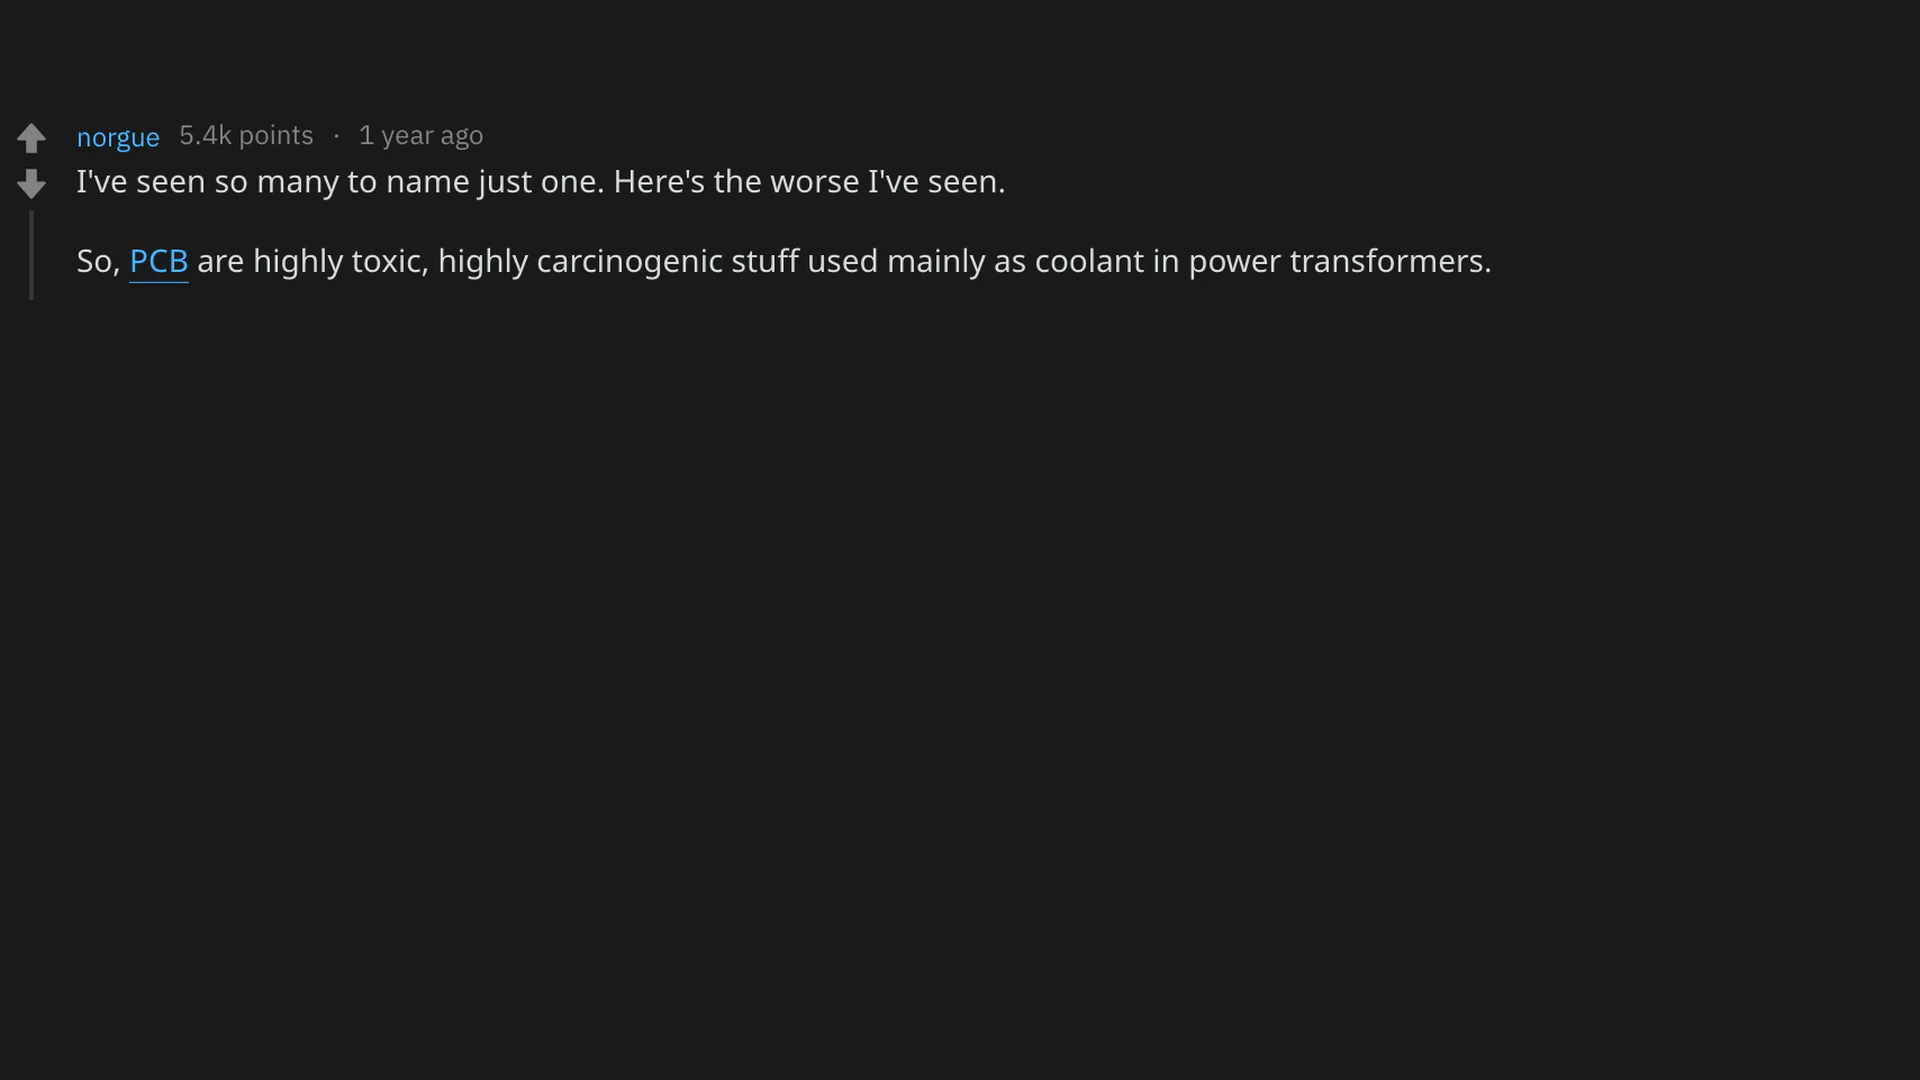 norgue 5.4k points · 1 year ago
I've seen so many to name just one. Here's the worse I've seen.
So, PCB are highly toxic, highly carcinogenic stuff used mainly as coolant in power transformers.